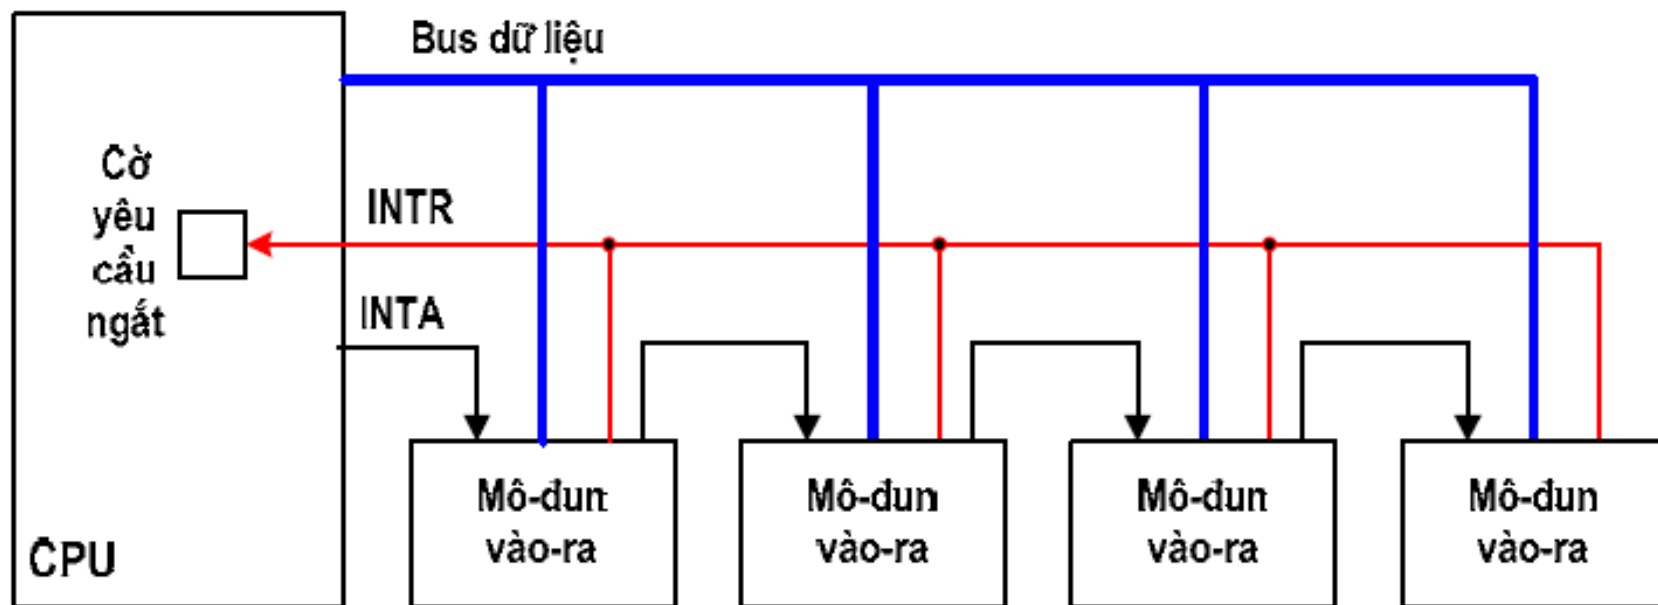 Bus dữ liệu
Cờ
yêu
cầu
ngắt
INTR
INTA
CPU
Mô-đun
vào-ra
Mô-đun
vào-ra
Mô-đun
vào-ra
Mô-đun
vào-ra